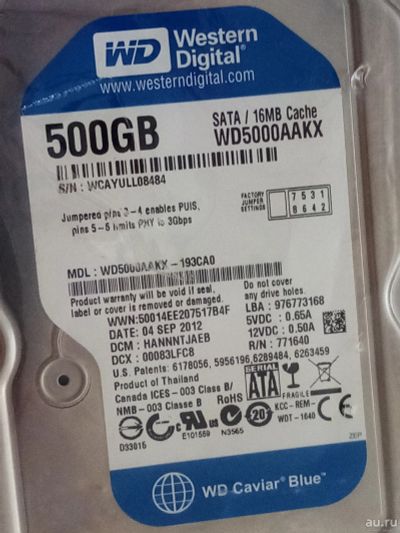 WD Western Digital®
www.westerndigital.com
500GB
SATA / 16MB Cache
WD5000AAKX
S/N: WCAYULL08484
Jumpered pins 3-4 enables PUIS,
pins 5-6 limits PHY to 3Gbps
FACTORY JUMPER SETTINGS
7 5 3 1
8 6 4 2
MDL: WD5000AAKX-193CA0
Product warranty will be void if seal,
label or cover is removed or damaged.
Do not cover
any drive holes.
WWN: 50014EE207517B4F
DATE: 04 SEP 2012
DCM: HANNNTJAEB
DCX: 00083LFC8
LBA: 976773168
5VDC: 0.65A
12VDC: 0.50A
R/N: 771640
U.S. Patents: 6178056, 5956196, 6289484, 6263459
Product of Thailand
Canada ICES-003 Class B/
NMB-003 Classe B
SERIAL
SATA
FRAGILE
KCC-REM-
WDT-1640
D33016
E101559
N3565
20
ZEP
WD Caviar® Blue™
au.ru